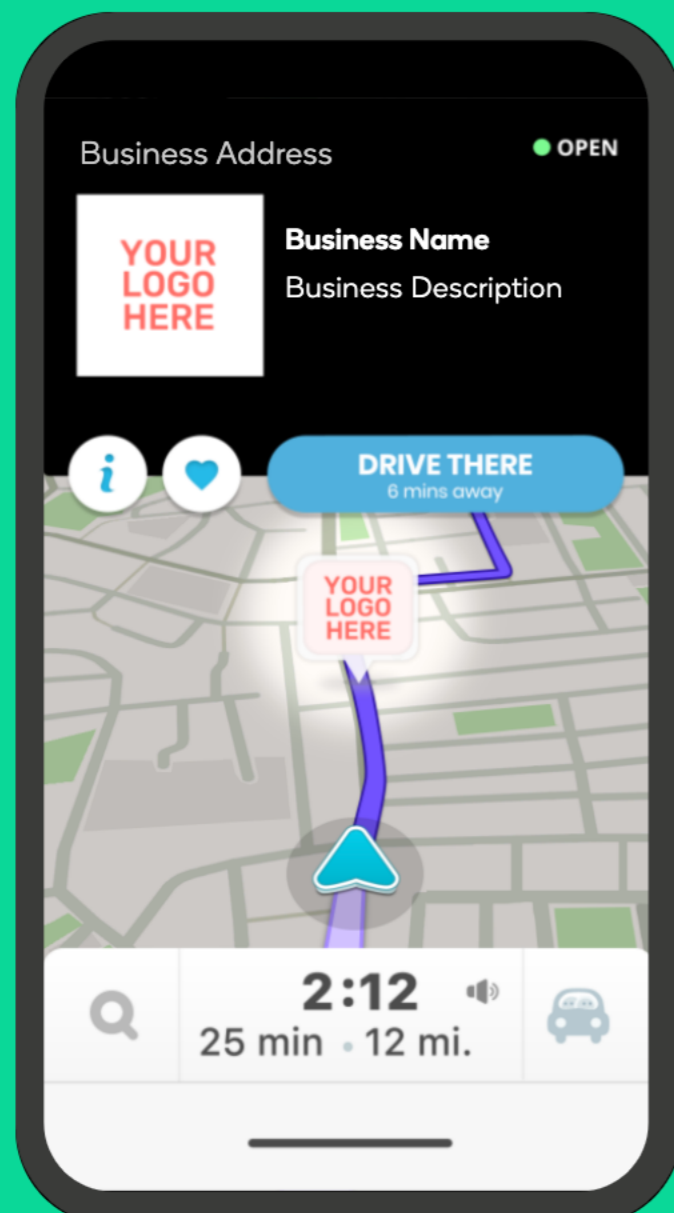 Business Address
OPEN
YOUR
LOGO
HERE
Business Name
Business Description
i
DRIVE THERE
6 mins away
YOUR
LOGO
HERE
2:12
25 min • 12 mi.